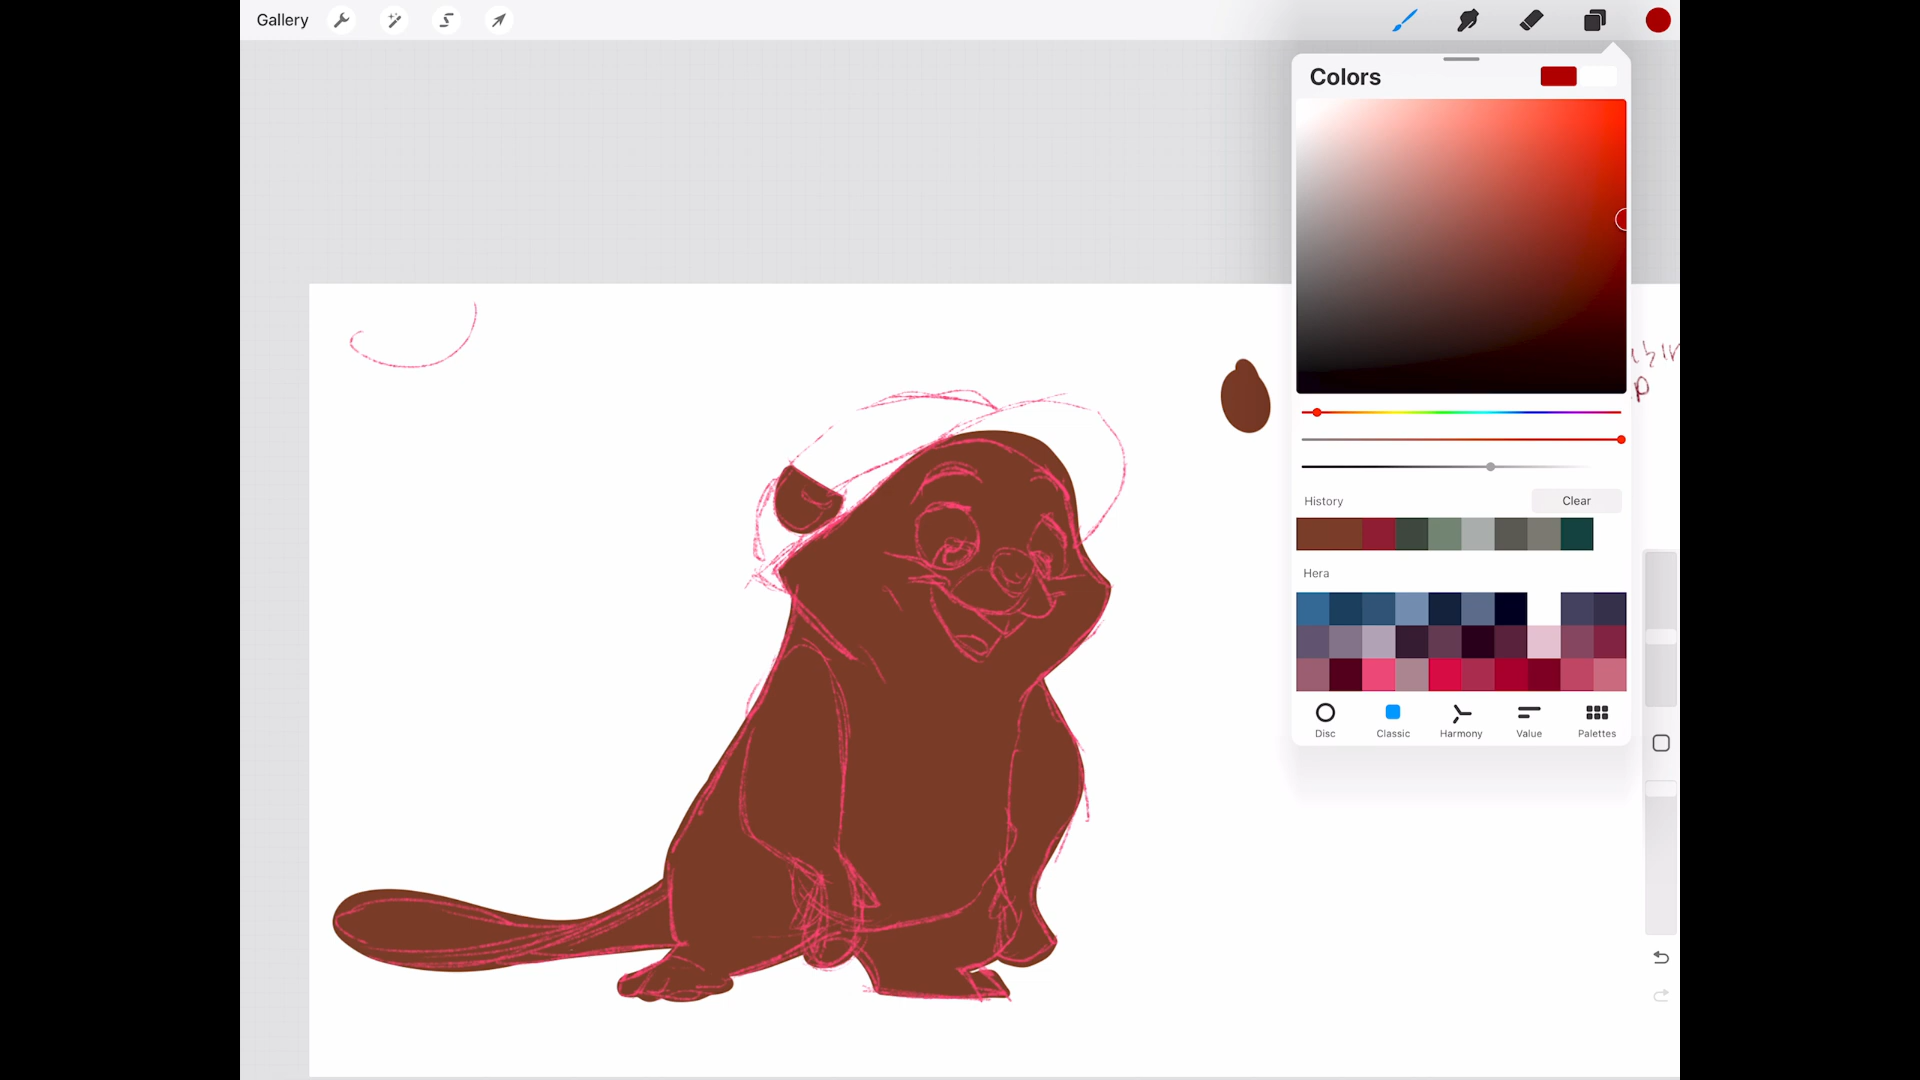 Gallery
Colors
History
Clear
Hera
Disc
Classic
Harmony
Value
Palettes